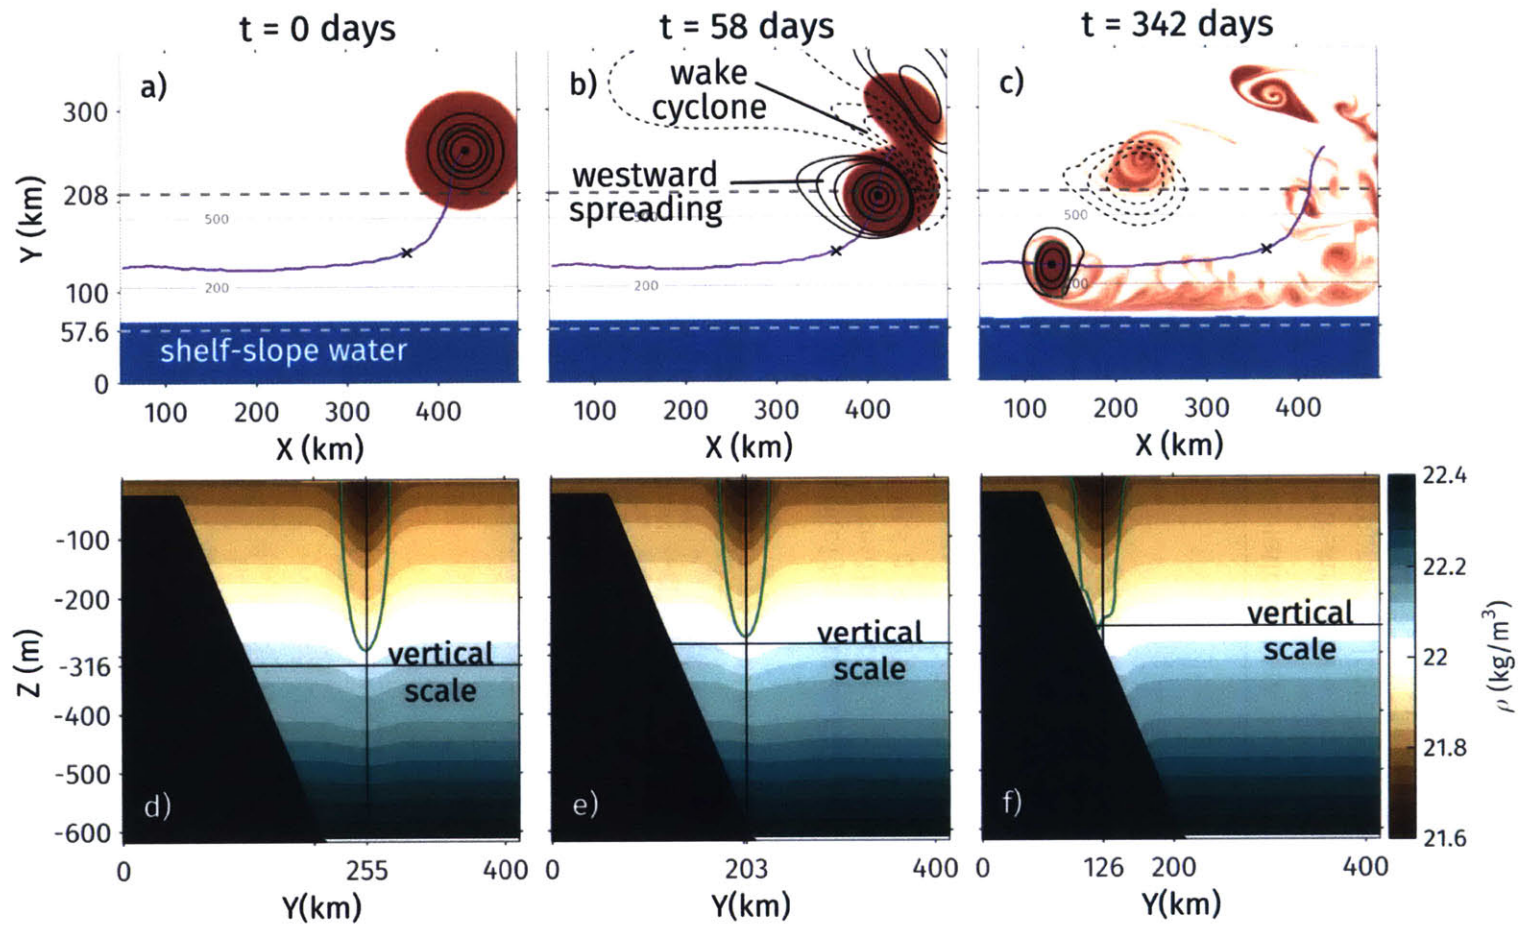 t = 0 days
t = 58 days
t = 342 days
a)
b)
c)
wake
cyclone
westward
spreading
Y (km)
300
208
100
57.6
0
500
200
500
200
500
200
shelf-slope water
100 200 300 400
100 200 300 400
100 200 300 400
X (km)
X (km)
X (km)
Z (m)
-100
-200
-316
-400
-500
-600
vertical
scale
vertical
scale
vertical
scale
d)
e)
f)
0 255 400
0 203 400
0 126 200 400
Y(km)
Y(km)
Y(km)
22.4
22.2
22
21.8
21.6
ρ (kg/m³)